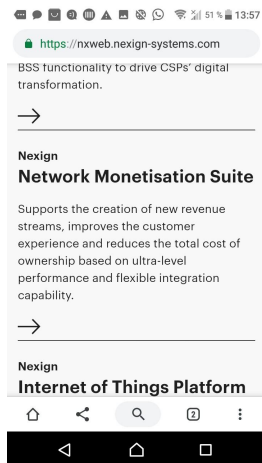 51 % 13:57
https://nxweb.nexign-systems.com
BSS functionality to drive CSPs' digital
transformation.
Nexign
Network Monetisation Suite
Supports the creation of new revenue
streams, improves the customer
experience and reduces the total cost of
ownership based on ultra-level
performance and flexible integration
capability.
Nexign
Internet of Things Platform
2